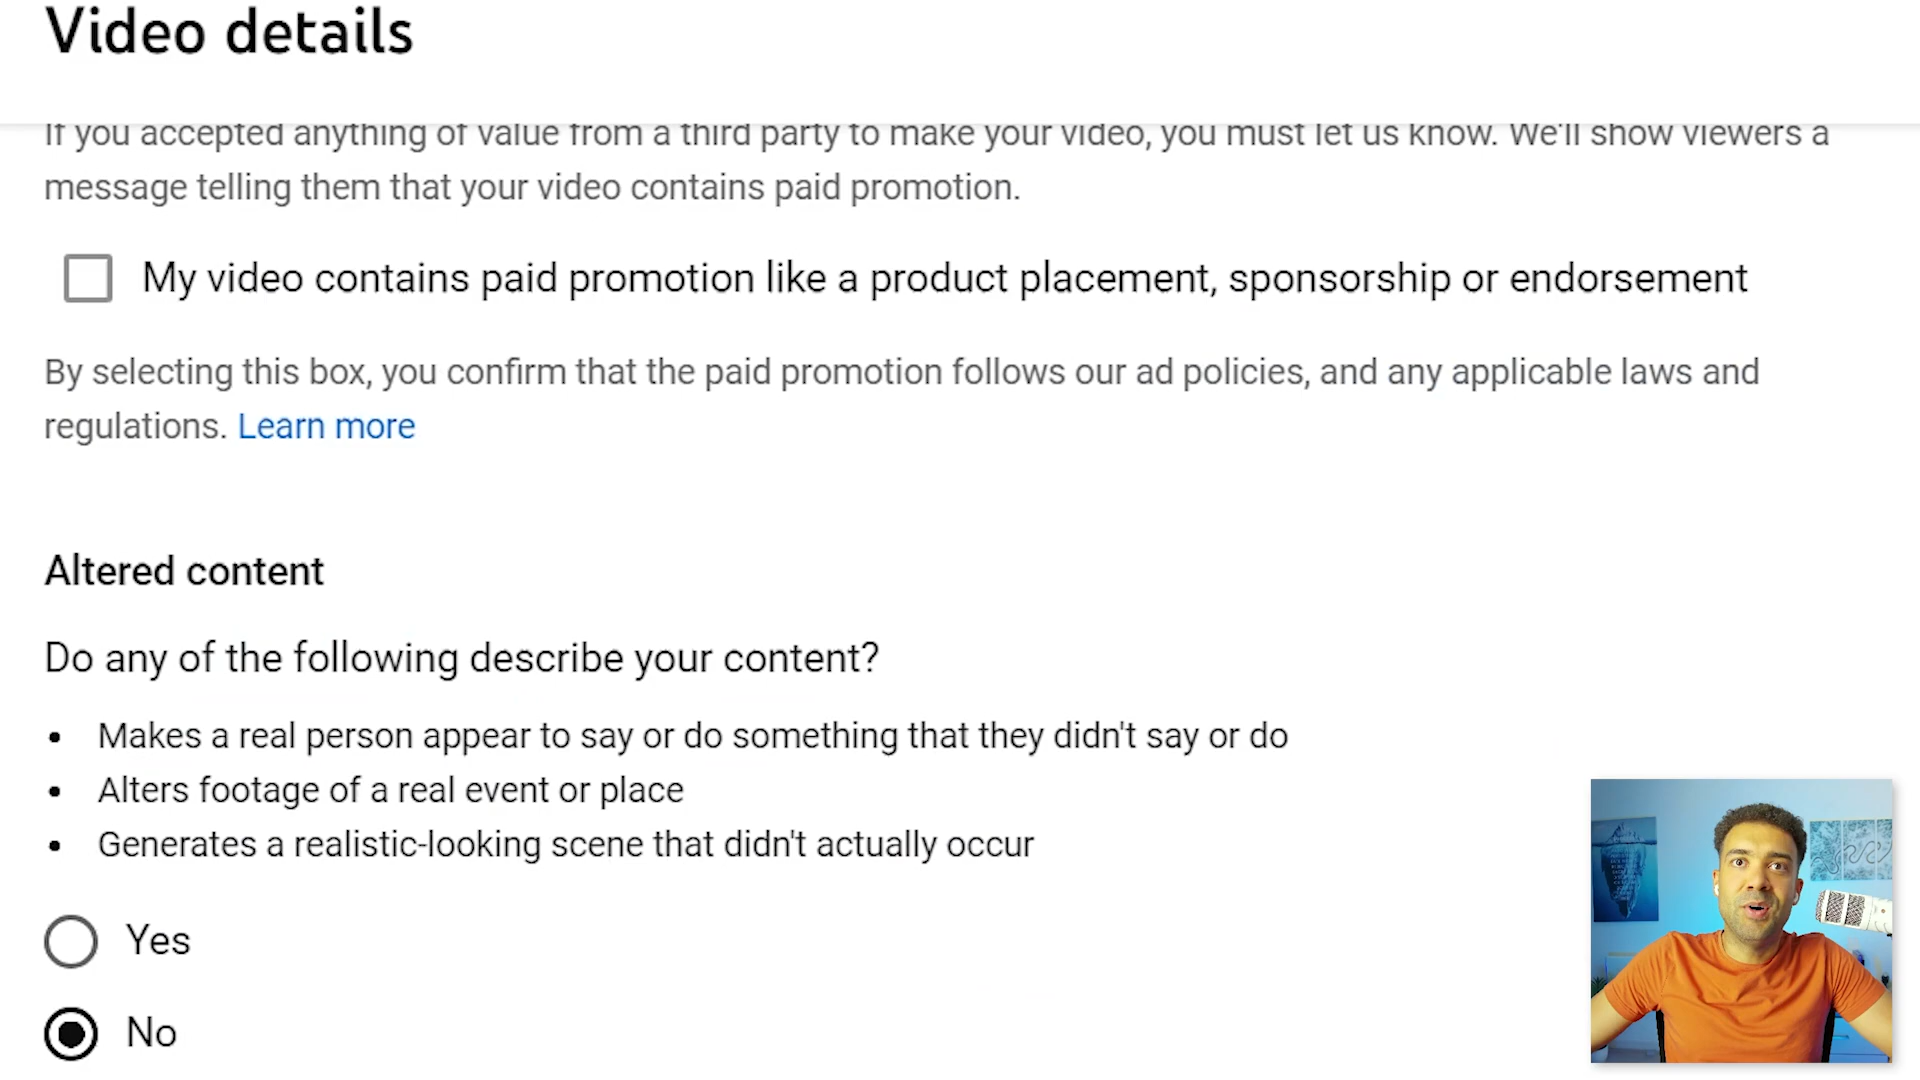 Video details
If you accepted anything of value from a third party to make your video, you must let us know. We'll show viewers a
message telling them that your video contains paid promotion.
My video contains paid promotion like a product placement, sponsorship or endorsement
By selecting this box, you confirm that the paid promotion follows our ad policies, and any applicable laws and
regulations. Learn more
Altered content
Do any of the following describe your content?
• Makes a real person appear to say or do something that they didn't say or do
• Alters footage of a real event or place
• Generates a realistic-looking scene that didn't actually occur
Yes
No